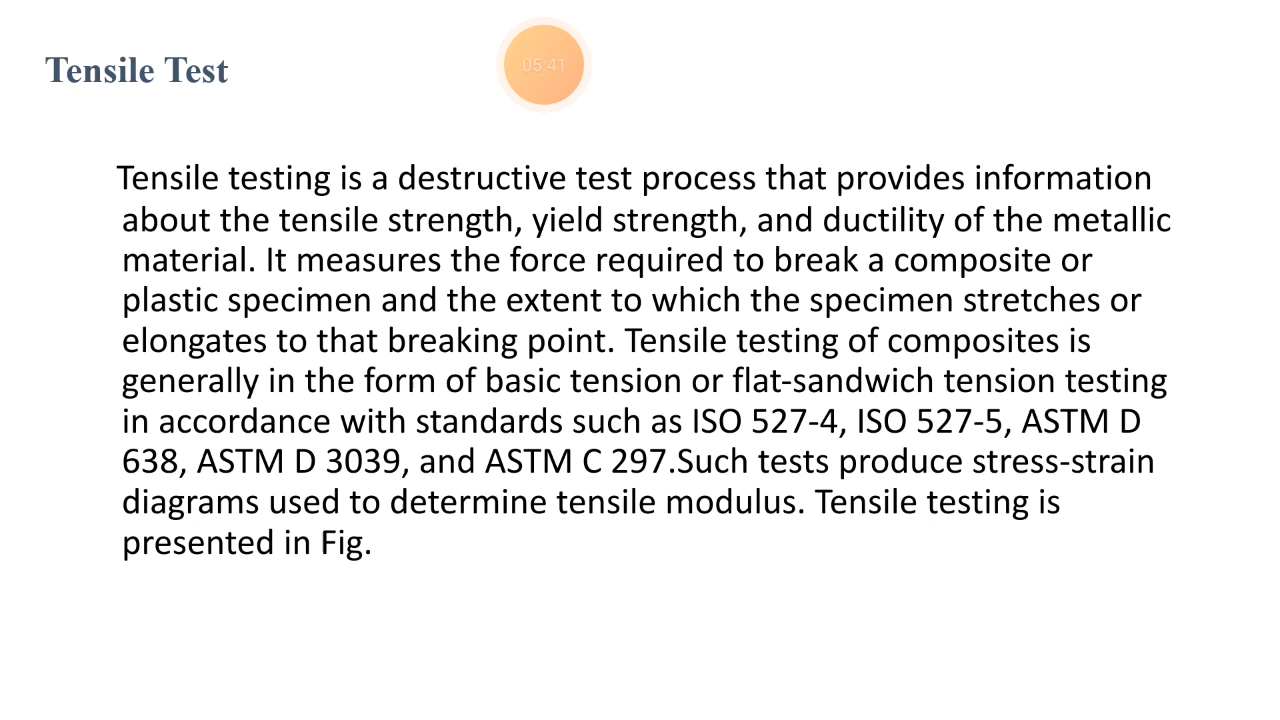 Tensile Test
05:41
Tensile testing is a destructive test process that provides information
about the tensile strength, yield strength, and ductility of the metallic
material. It measures the force required to break a composite or
plastic specimen and the extent to which the specimen stretches or
elongates to that breaking point. Tensile testing of composites is
generally in the form of basic tension or flat-sandwich tension testing
in accordance with standards such as ISO 527-4, ISO 527-5, ASTM D
638, ASTM D 3039, and ASTM C 297.Such tests produce stress-strain
diagrams used to determine tensile modulus. Tensile testing is
presented in Fig.